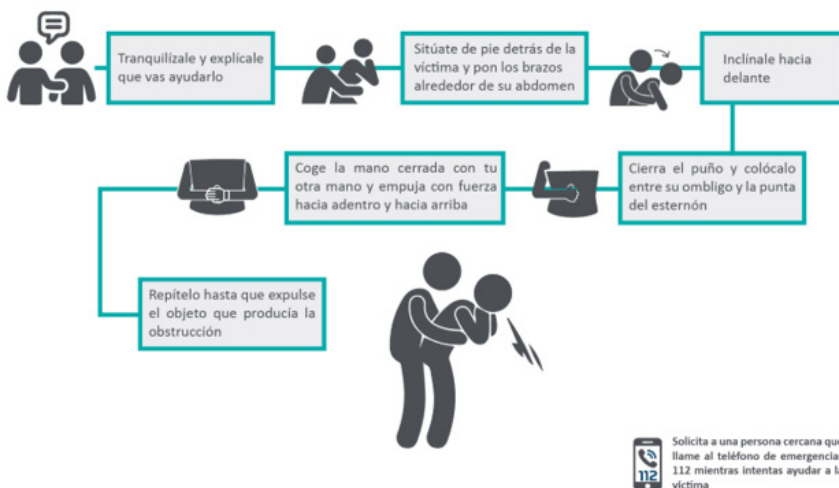 Tranquilízale y explícale
que vas ayudarlo
Sitúate de pie detrás de la
víctima y pon los brazos
alrededor de su abdomen
Inclínale hacia
delante
Cierra el puño y colócalo
entre su ombligo y la punta
del esternón
Coge la mano cerrada con tu
otra mano y empuja con fuerza
hacia adentro y hacia arriba
Repítelo hasta que expulse
el objeto que producía la
obstrucción
112
Solicita a una persona cercana que
llame al teléfono de emergencia
112 mientras intentas ayudar a la
víctima